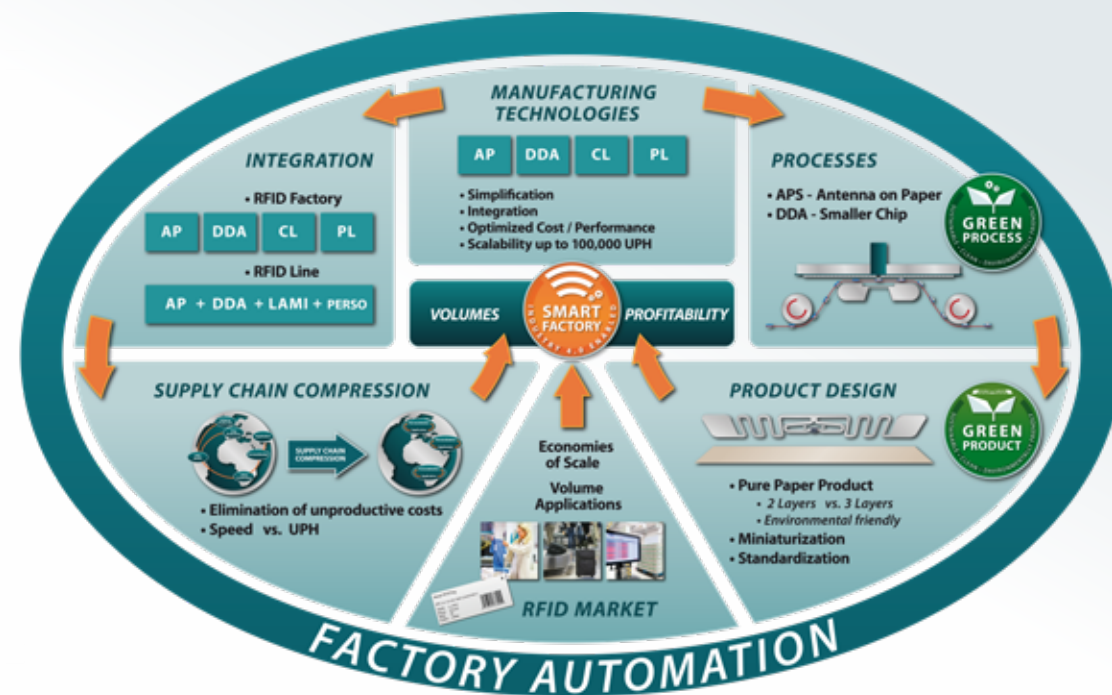 MANUFACTURING
TECHNOLOGIES
AP DDA CL PL
• Simplification
• Integration
• Optimized Cost / Performance
• Scalability up to 100,000 UPH
INTEGRATION
• RFID Factory
AP DDA CL PL
• RFID Line
AP + DDA + LAMI + PERSO
PROCESSES
• APS - Antenna on Paper
• DDA - Smaller Chip
GREEN
PROCESS
VOLUMES
SMART
FACTORY
INDUSTRY 4.0 ENABLED
PROFITABILITY
SUPPLY CHAIN COMPRESSION
SUPPLY CHAIN
COMPRESSION
• Elimination of unproductive costs
• Speed vs. UPH
Economies
of Scale
Volume
Applications
RFID MARKET
PRODUCT DESIGN
GREEN
PRODUCT
• Pure Paper Product
• 2 Layers vs. 3 Layers
• Environmental friendly
• Miniaturization
• Standardization
FACTORY AUTOMATION